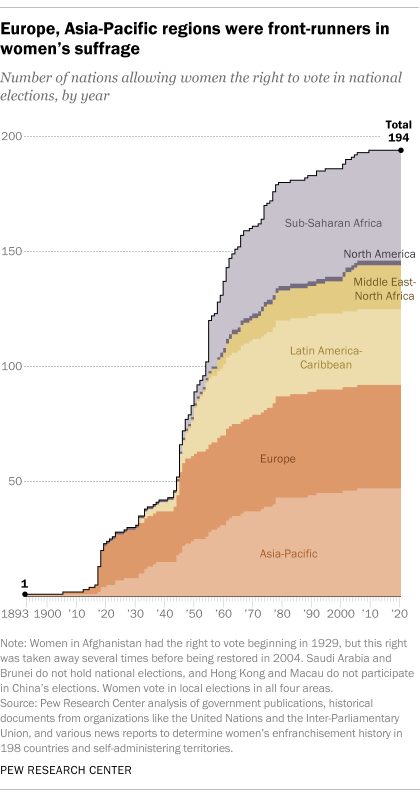 Europe, Asia-Pacific regions were front-runners in
women's suffrage
Number of nations allowing women the right to vote in national
elections, by year
Total
194
200
Sub-Saharan Africa
150
North America
Middle East-
North Africa
Latin America-
Caribbean
100
Europe
50
Asia-Pacific
1
1893 1900 '10 '20 '30 '40 '50 '60 '70 '80 '90 2000 '10 '20
Note: Women in Afghanistan had the right to vote beginning in 1929, but this right
was taken away several times before being restored in 2004. Saudi Arabia and
Brunei do not hold national elections, and Hong Kong and Macau do not participate
in China's elections. Women vote in local elections in all four areas.
Source: Pew Research Center analysis of government publications, historical
documents from organizations like the United Nations and the Inter-Parliamentary
Union, and various news reports to determine women's enfranchisement history in
198 countries and self-administering territories.
PEW RESEARCH CENTER